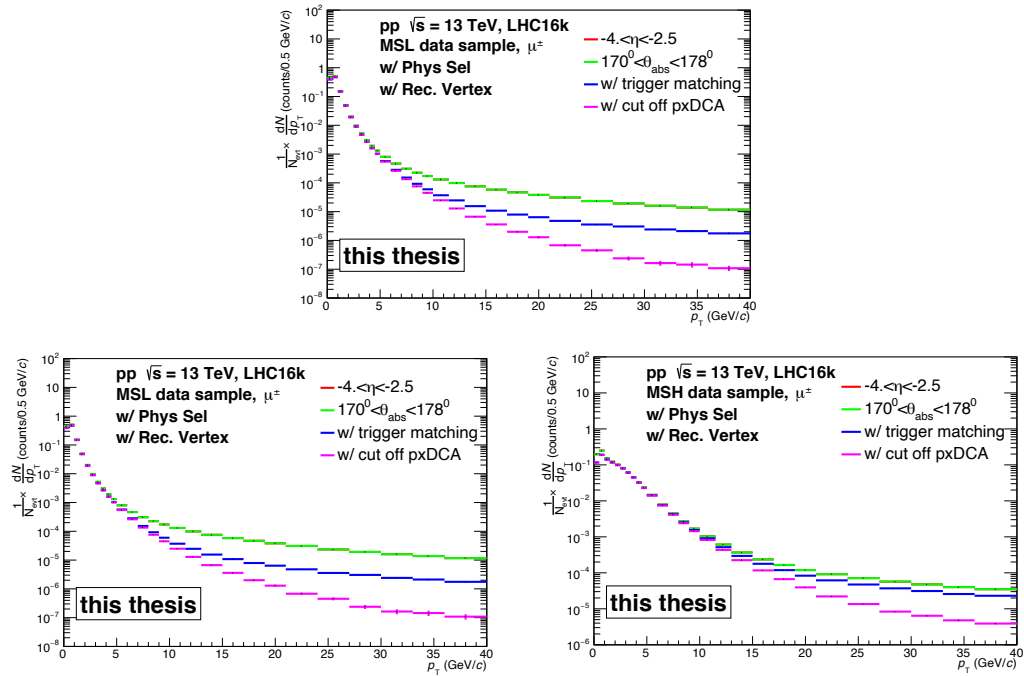 pp √s = 13 TeV, LHC16k
MSL data sample, μ±
w/ Phys Sel
w/ Rec. Vertex
-4.<η<-2.5
170⁰<θabs<178⁰
w/ trigger matching
w/ cut off pxDCA
1/Nevt × dN/dpT (counts/0.5 GeV/c)
10²
10
1
10⁻¹
10⁻²
10⁻³
10⁻⁴
10⁻⁵
10⁻⁶
10⁻⁷
10⁻⁸
this thesis
0 5 10 15 20 25 30 35 40
pT (GeV/c)
pp √s = 13 TeV, LHC16k
MSL data sample, μ±
w/ Phys Sel
w/ Rec. Vertex
-4.<η<-2.5
170⁰<θabs<178⁰
w/ trigger matching
w/ cut off pxDCA
1/Nevt × dN/dpT (counts/0.5 GeV/c)
10²
10
1
10⁻¹
10⁻²
10⁻³
10⁻⁴
10⁻⁵
10⁻⁶
10⁻⁷
10⁻⁸
this thesis
0 5 10 15 20 25 30 35 40
pT (GeV/c)
pp √s = 13 TeV, LHC16k
MSH data sample, μ±
w/ Phys Sel
w/ Rec. Vertex
-4.<η<-2.5
170⁰<θabs<178⁰
w/ trigger matching
w/ cut off pxDCA
1/Nevt × dN/dpT (counts/0.5 GeV/c)
10²
10
1
10⁻¹
10⁻²
10⁻³
10⁻⁴
10⁻⁵
10⁻⁶
this thesis
0 5 10 15 20 25 30 35 40
pT (GeV/c)